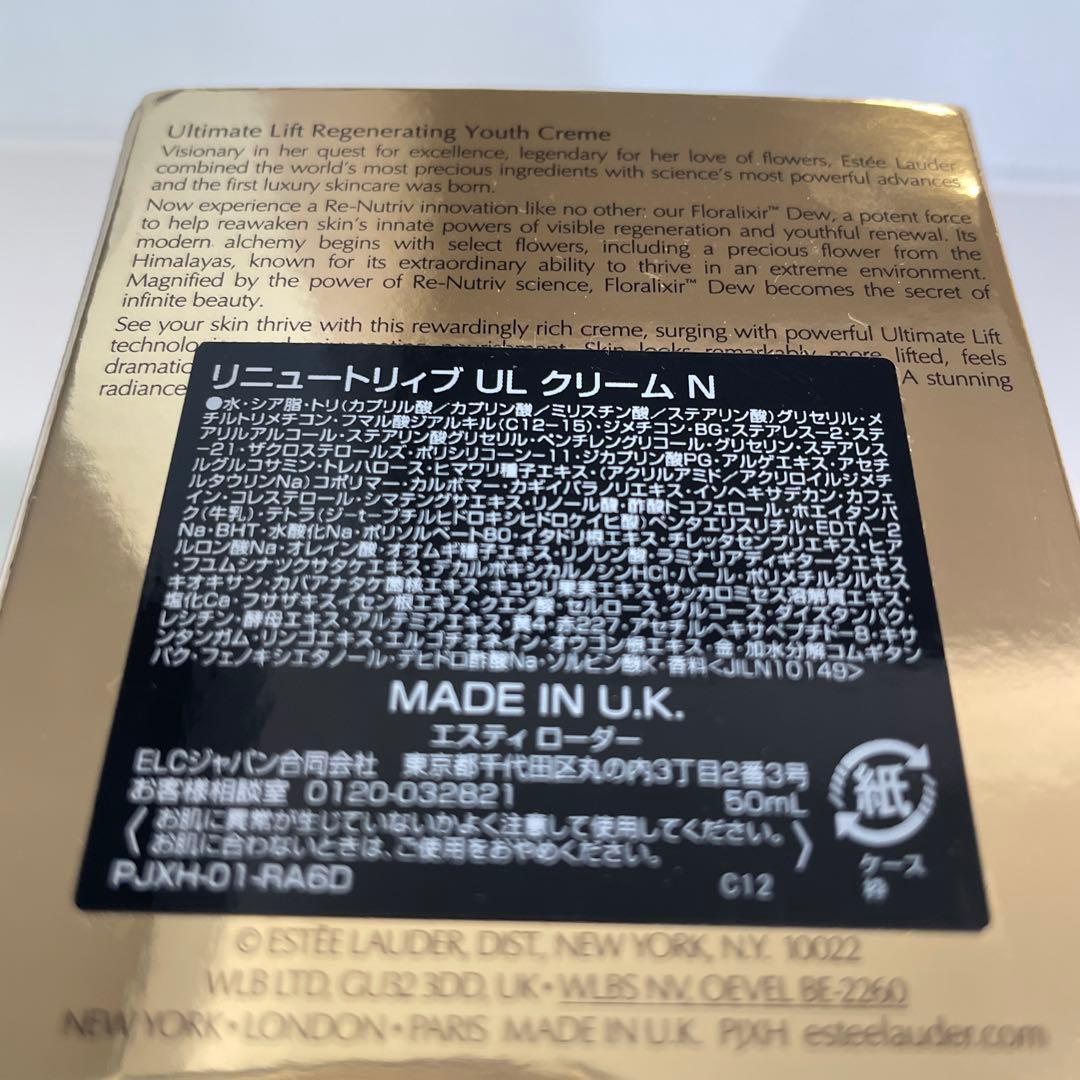 Ultimate Lift Regenerating Youth Creme
Visionary in her quest for excellence, legendary for her love of flowers, Estée Lauder
combined the world's most precious ingredients with science's most powerful advances
and the first luxury skincare was born.
Now experience a Re-Nutriv innovation like no other: our Floralixir™ Dew, a potent force
to help reawaken skin's innate powers of visible regeneration and youthful renewal. Its
modern alchemy begins with select flowers, including a precious flower from the
Himalayas, known for its extraordinary ability to thrive in an extreme environment.
Magnified by the power of Re-Nutriv science, Floralixir™ Dew becomes the secret of
infinite beauty.
See your skin thrive with this rewardingly rich creme, surging with powerful Ultimate Lift
lifted, feels
A stunning
radiance
リニュートリィブ UL クリーム N
●水・シア脂・トリ(カプリル酸/カプリン酸/ミリスチン酸/ステアリン酸)グリセリル・メ
チルトリメチコン・フマル酸ジアルキル(C12-15)・ジメチコン・BG・ステアレス-2・ステ
アリルアルコール・ステアリン酸グリセリル・ペンチレングリコール・グリセリン・ステアレス
-21・ザクロステロールズ・ポリシリコーン-11・ジカプリン酸PG・アルゲエキス・アセチ
ルグルコサミン・トレハロース・ヒマワリ種子エキス・(アクリルアミド/アクリロイルジメチ
ルタウリンNa)コポリマー・カルボマー・カギイバラノリエキス・イソヘキサデカン・カフェ
イン・コレステロール・シマテングサエキス・リノール酸・酢酸トコフェロール・ホエイタンパ
ク(牛乳)・テトラ(ジ-t-ブチルヒドロキシヒドロケイヒ酸)ペンタエリスリチル・EDTA-2
Na・BHT・水酸化Na・ポリソルベート80・イタドリ根エキス・チレッタセンブリエキス・ヒア
ルロン酸Na・オレイン酸・オオムギ種子エキス・リノレン酸・ラミナリアディギタータエキス
・フユムシナツクサタケエキス・デカルボキシカルノシンHCl・パール・ポリメチルシルセス
キオキサン・カバアナタケ菌核エキス・キュウリ果実エキス・サッカロミセス溶解質エキス・
塩化Ca・フサザキスイセン根エキス・クエン酸・セルロース・グルコース・ダイズタンパク・
レシチン・酵母エキス・アルテミアエキス・黄4・赤227・アセチルヘキサペプチド-8・キサ
ンタンガム・リンゴエキス・エルゴチオネイン・オウゴン根エキス・金・加水分解コムギタン
パク・フェノキシエタノール・デヒドロ酢酸Na・ソルビン酸K・香料<JILN10149>
MADE IN U.K.
エスティ ローダー
ELCジャパン合同会社 東京都千代田区丸の内3丁目2番3号
お客様相談室 0120-032821 50mL
お肌に異常が生じていないかよく注意して使用してください。
お肌に合わないときは、ご使用をおやめください。
紙
ケース
枠
PJXH-01-RA6D C12
© ESTÉE LAUDER, DIST, NEW YORK, N.Y. 10022
WLB LTD, GU32 3DD, UK • WLBS NV, OEVEL BE-2260
NEW YORK • LONDON • PARIS MADE IN U.K. PJXH esteelauder.com